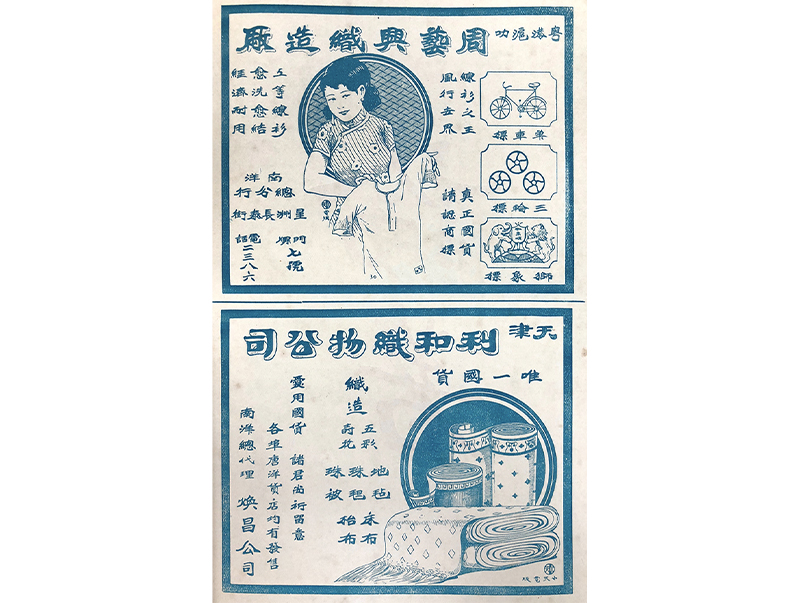 粵港滬叻
周藝興織造厰
單車標
三輪標
獅象標
線衫之王
風行世界
真正國貨
請認商標
上等線衫
愈洗愈結
經濟耐用
南洋
總分行
星洲長泰街
門牌七號
電話二三八六
天津
利和織物公司
唯一國貨
織造
五彩
地毡
珠毡
珠被
床布
枱布
愛用國貨 諸君尚祈留意
各埠唐洋貨店均有發售
南洋總代理 煥昌公司